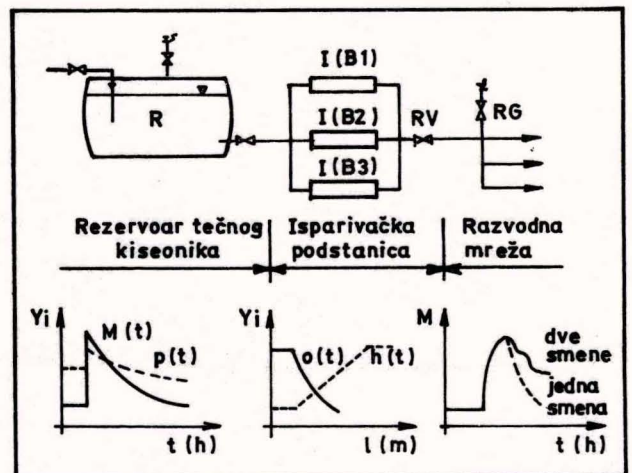 I(B1)
R
I(B2)
RV
RG
I(B3)
Rezervoar tečnog
kiseonika
Isparivačka
podstanica
Razvodna
mreža
Yi
M(t)
p(t)
t(h)
Yi
o(t)
h(t)
l(m)
M
dve
smene
jedna
smena
t(h)